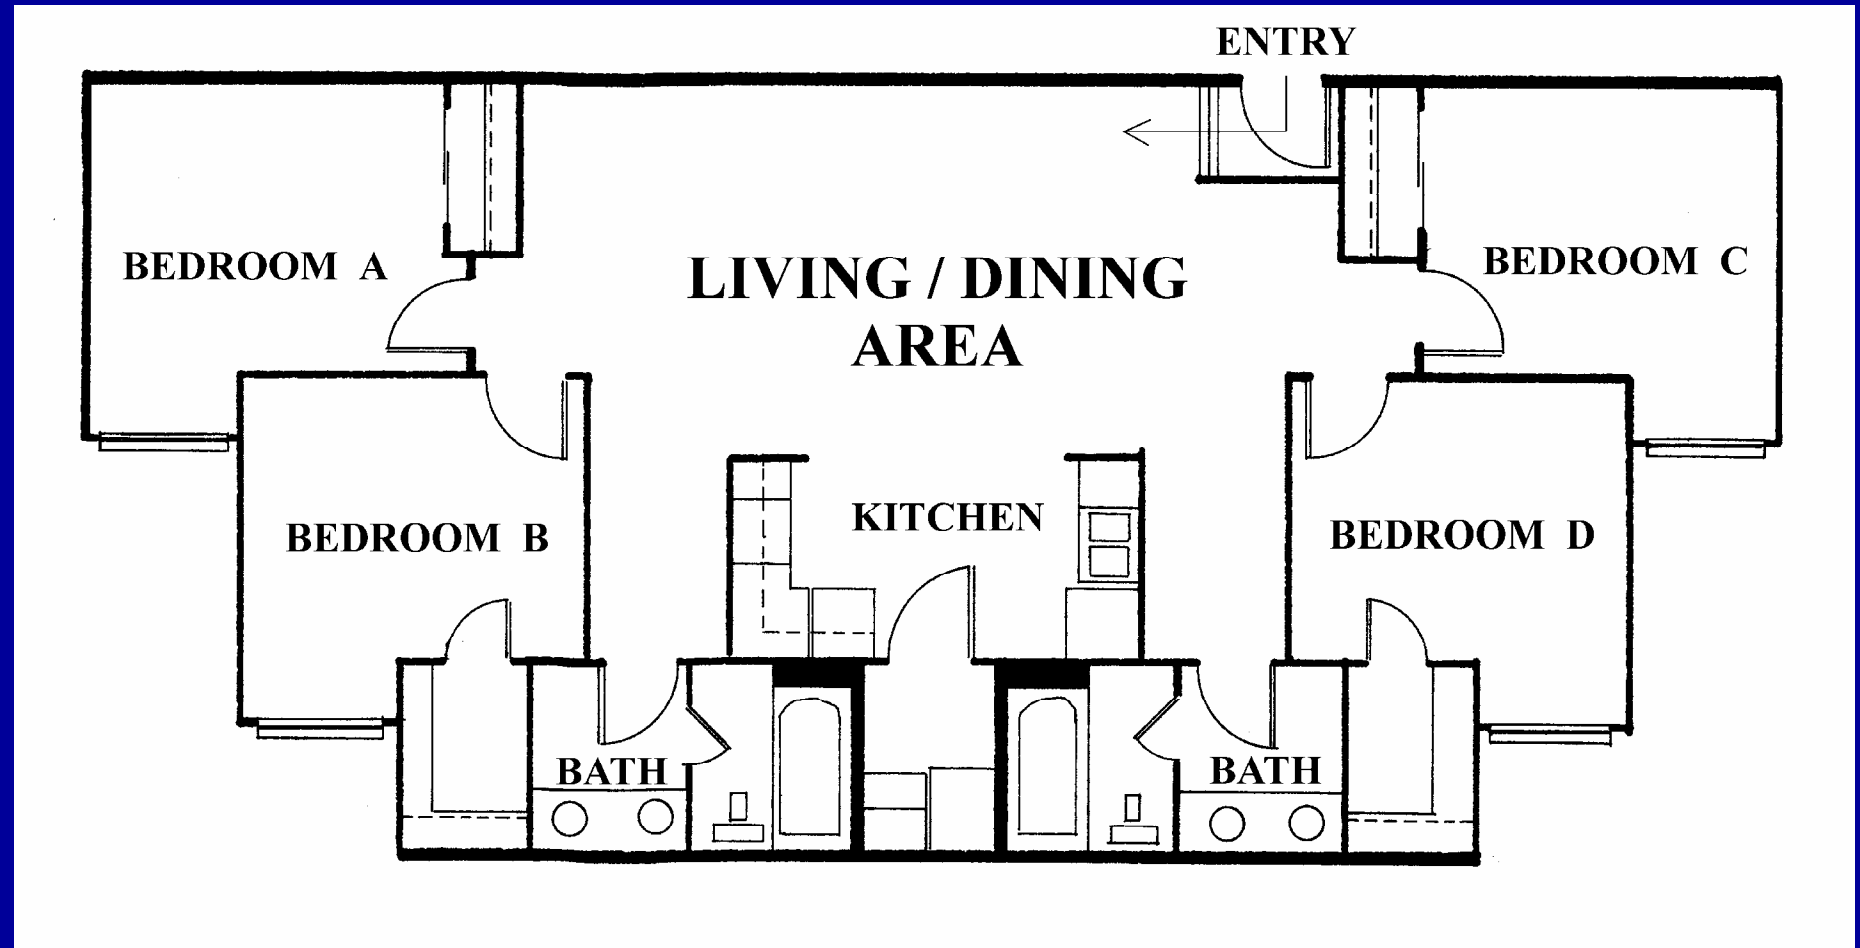 ENTRY
BEDROOM A
LIVING / DINING
AREA
BEDROOM C
BEDROOM B
KITCHEN
BEDROOM D
BATH
BATH